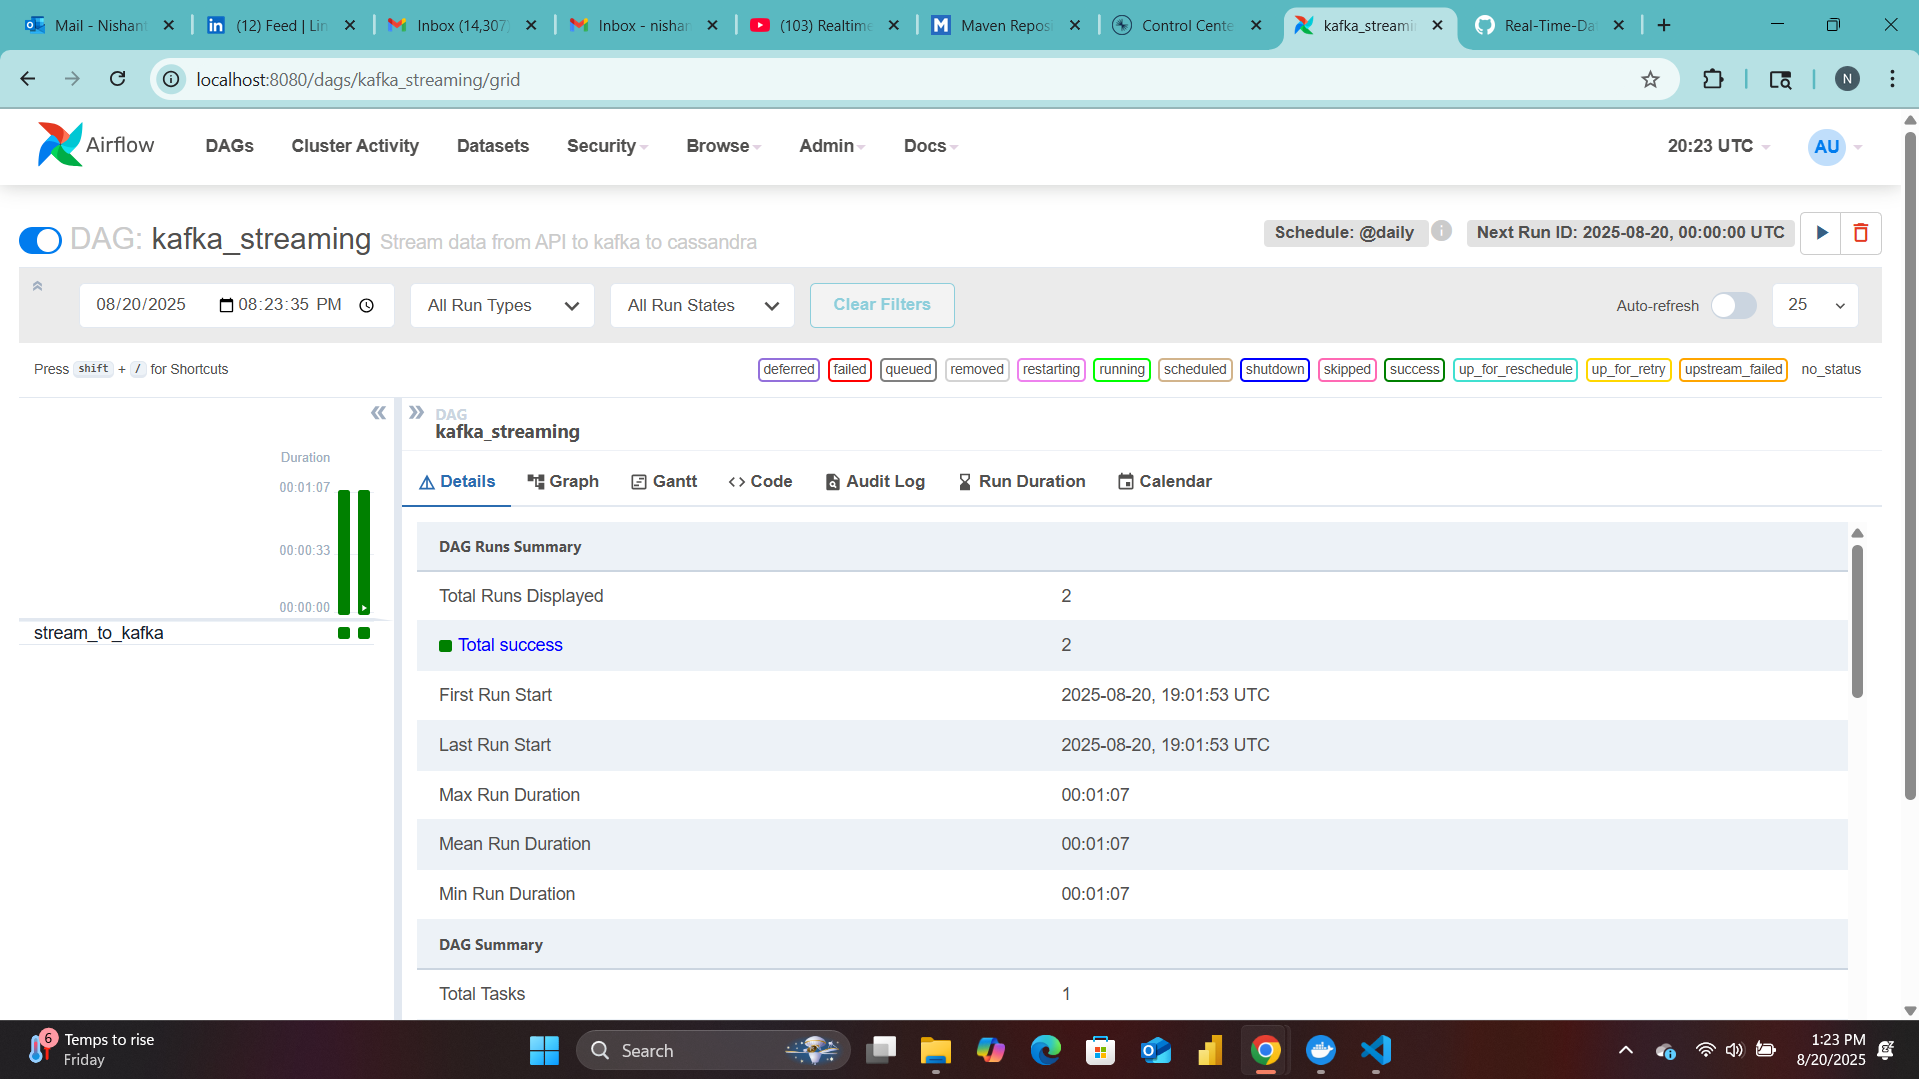 Mail - Nishant
(12) Feed | Lin
Inbox (14,307)
Inbox - nishan
(103) Realtime
Maven Reposi
Control Cente
kafka_streamin
Real-Time-Dat
localhost:8080/dags/kafka_streaming/grid
N
Airflow
DAGs
Cluster Activity
Datasets
Security
Browse
Admin
Docs
20:23 UTC
AU
DAG: kafka_streaming Stream data from API to kafka to cassandra
Schedule: @daily
Next Run ID: 2025-08-20, 00:00:00 UTC
08/20/2025 08:23:35 PM
All Run Types
All Run States
Clear Filters
Auto-refresh
25
Press shift + / for Shortcuts
deferred
failed
queued
removed
restarting
running
scheduled
shutdown
skipped
success
up_for_reschedule
up_for_retry
upstream_failed
no_status
Duration
00:01:07
00:00:33
00:00:00
stream_to_kafka
DAG
kafka_streaming
Details
Graph
Gantt
Code
Audit Log
Run Duration
Calendar
DAG Runs Summary
Total Runs Displayed 2
Total success 2
First Run Start 2025-08-20, 19:01:53 UTC
Last Run Start 2025-08-20, 19:01:53 UTC
Max Run Duration 00:01:07
Mean Run Duration 00:01:07
Min Run Duration 00:01:07
DAG Summary
Total Tasks 1
6
Temps to rise
Friday
Search
1:23 PM
8/20/2025